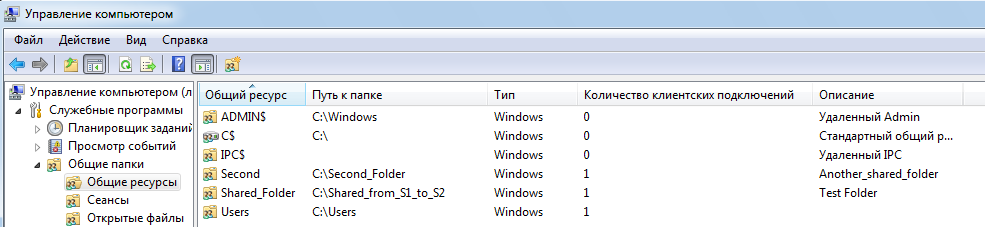 Управление компьютером
Файл Действие Вид Справка
Управление компьютером (л
Служебные программы
Планировщик заданий
Просмотр событий
Общие папки
Общие ресурсы
Сеансы
Открытые файлы
Общий ресурс Путь к папке Тип Количество клиентских подключений Описание
ADMIN$ C:\Windows Windows 0 Удаленный Admin
C$ C:\ Windows 0 Стандартный общий р...
IPC$ Windows 0 Удаленный IPC
Second C:\Second_Folder Windows 1 Another_shared_folder
Shared_Folder C:\Shared_from_S1_to_S2 Windows 1 Test Folder
Users C:\Users Windows 1